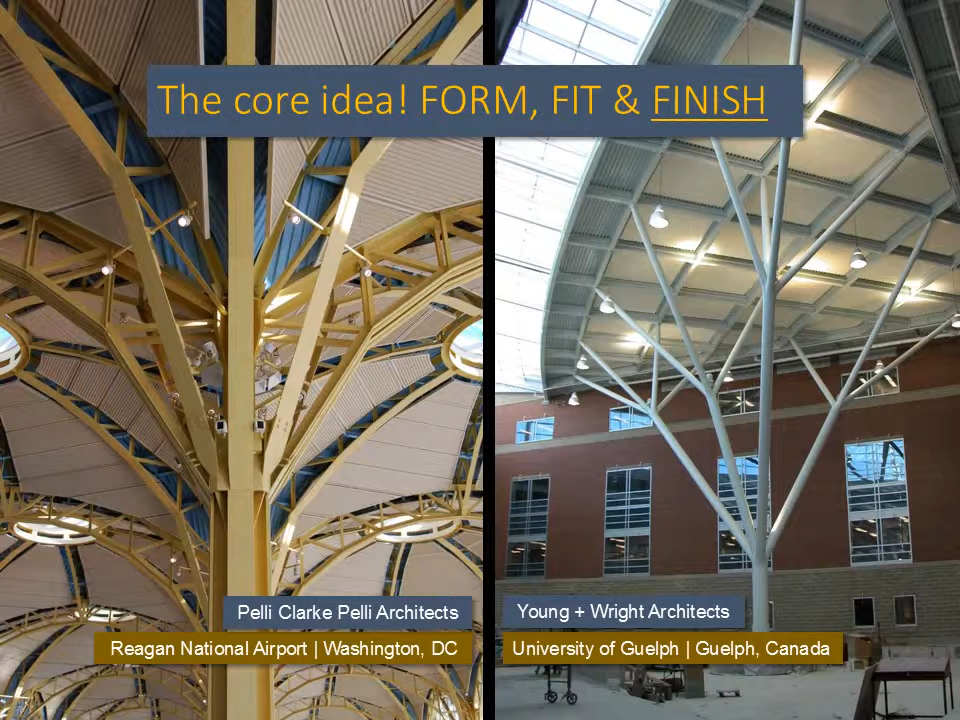 The core idea! FORM, FIT & FINISH
Pelli Clarke Pelli Architects
Reagan National Airport | Washington, DC
Young + Wright Architects
University of Guelph | Guelph, Canada